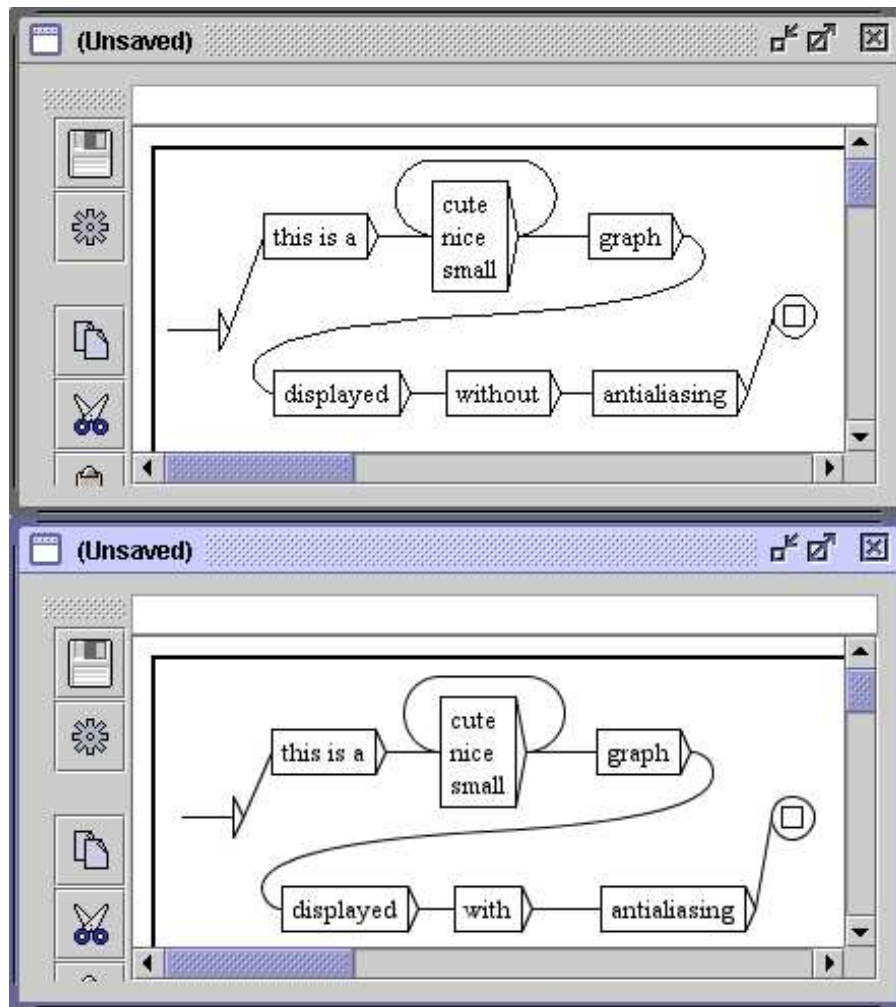 (Unsaved)
this is a
cute
nice
small
graph
displayed
without
antialiasing
(Unsaved)
this is a
cute
nice
small
graph
displayed
with
antialiasing